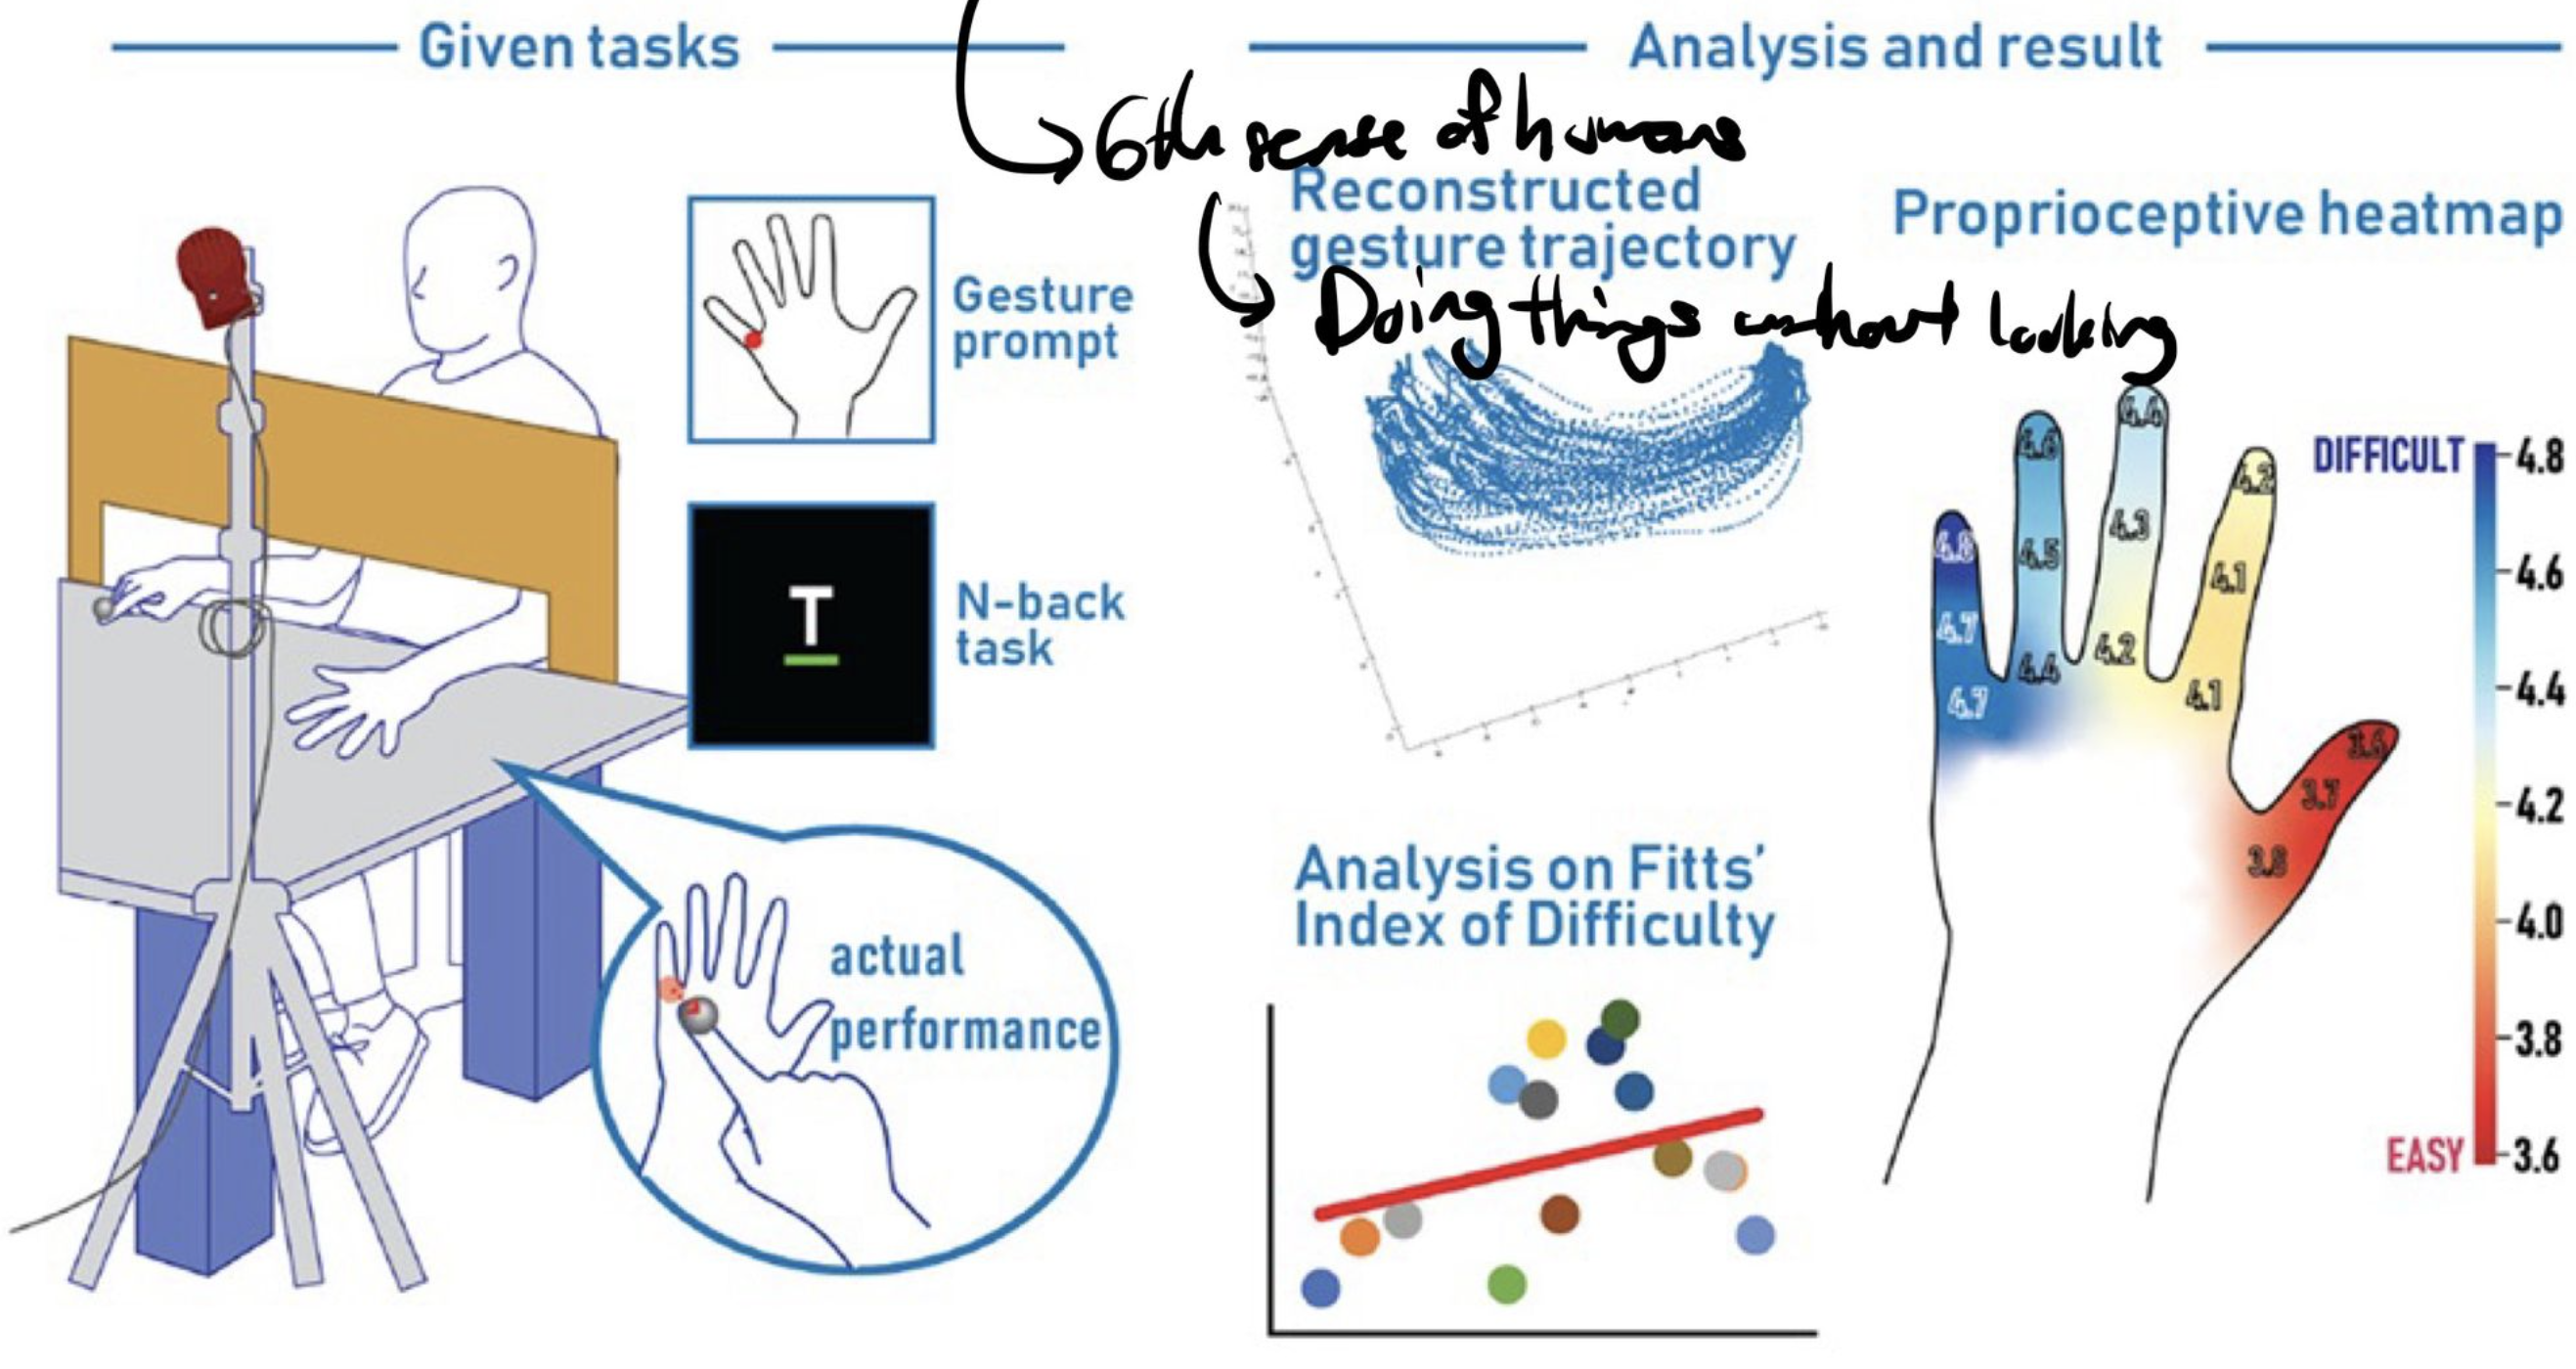 Given tasks
Analysis and result
6th sense of humans
Reconstructed
gesture trajectory
Proprioceptive heatmap
Doing things without looking
Gesture
prompt
N-back
task
T
actual
performance
Analysis on Fitts'
Index of Difficulty
DIFFICULT
4.8
4.6
4.4
4.2
4.0
3.8
3.6
EASY
4.8
4.7
4.7
4.6
4.5
4.4
4.4
4.3
4.2
4.2
4.1
4.1
3.6
3.7
3.8